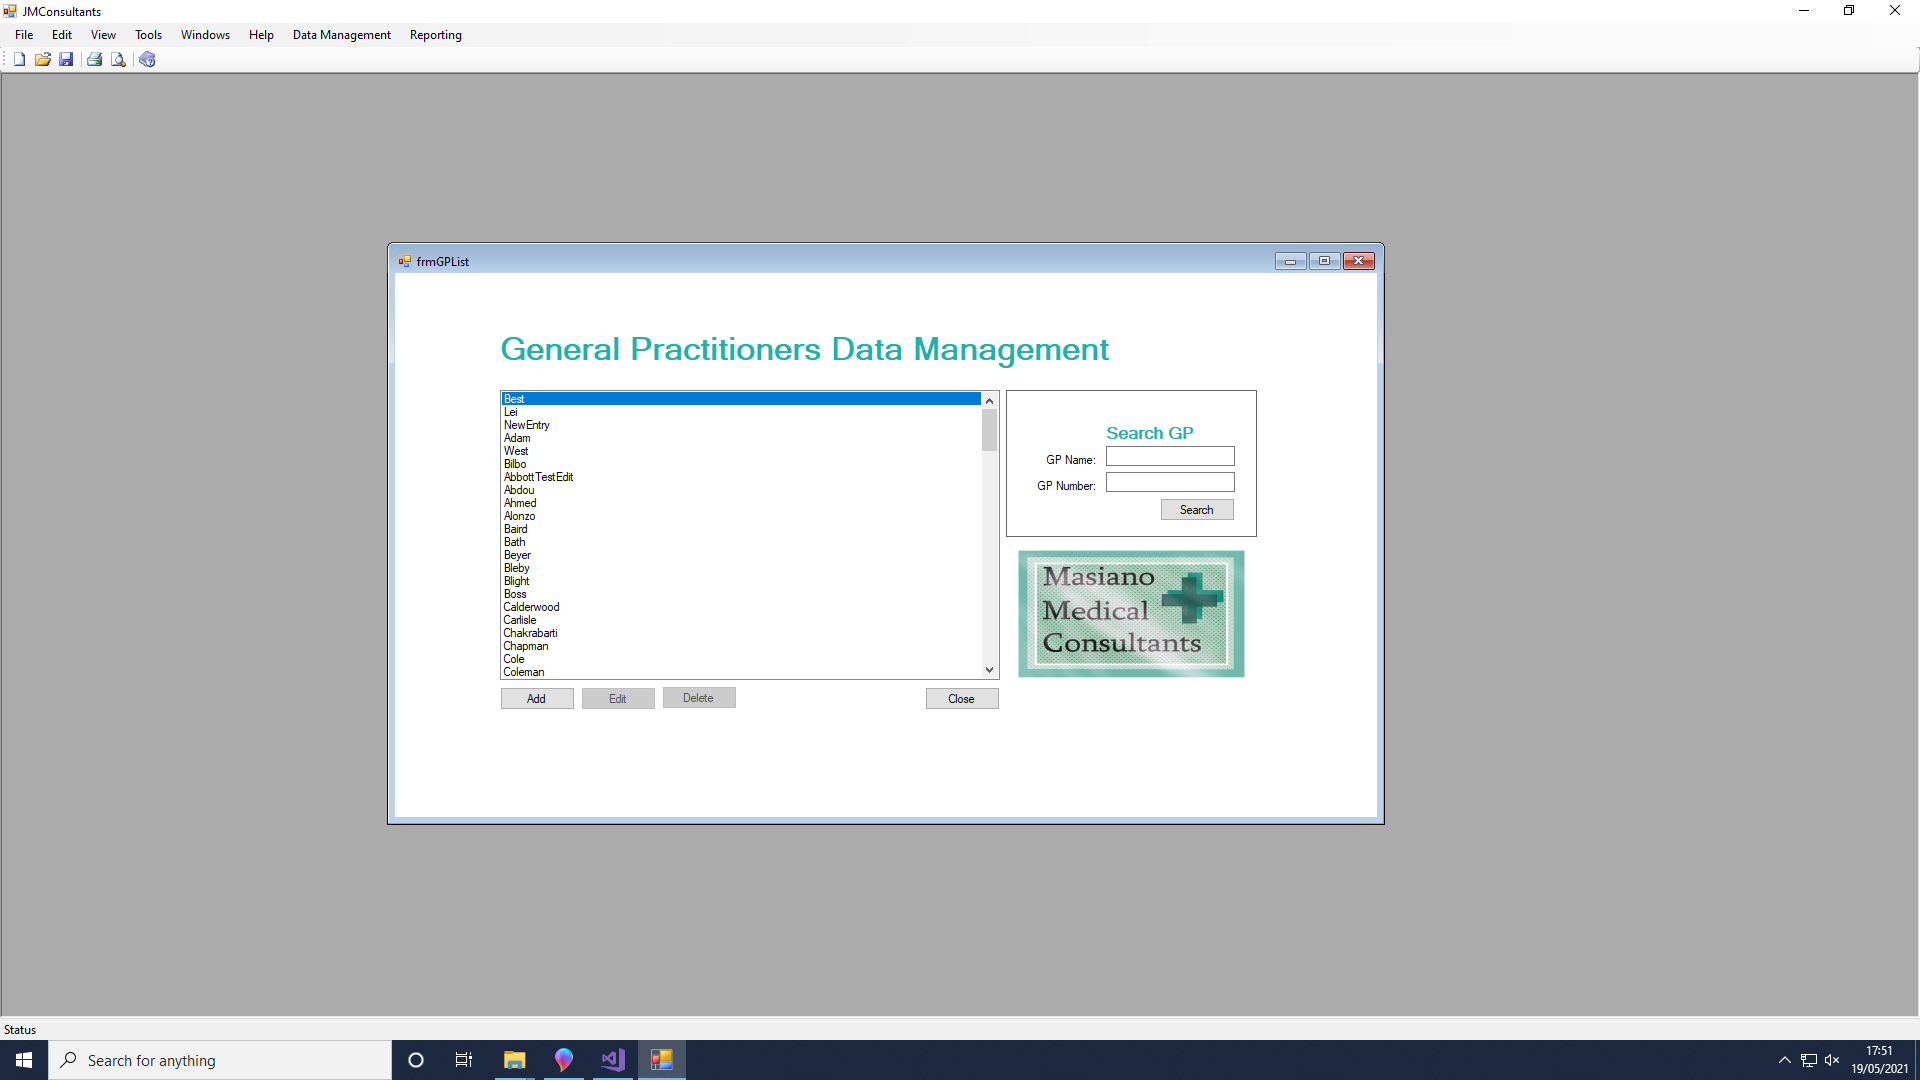 JMConsultants
File Edit View Tools Windows Help Data Management Reporting
frmGPList
General Practitioners Data Management
Best
Lei
NewEntry
Adam
West
Bilbo
AbbottTestEdit
Abdou
Ahmed
Alonzo
Baird
Bath
Beyer
Bleby
Blight
Boss
Calderwood
Carlisle
Chakrabarti
Chapman
Cole
Coleman
Add Edit Delete Close
Search GP
GP Name:
GP Number:
Search
Masiano
Medical
Consultants
Status
Search for anything
17:51
19/05/2021